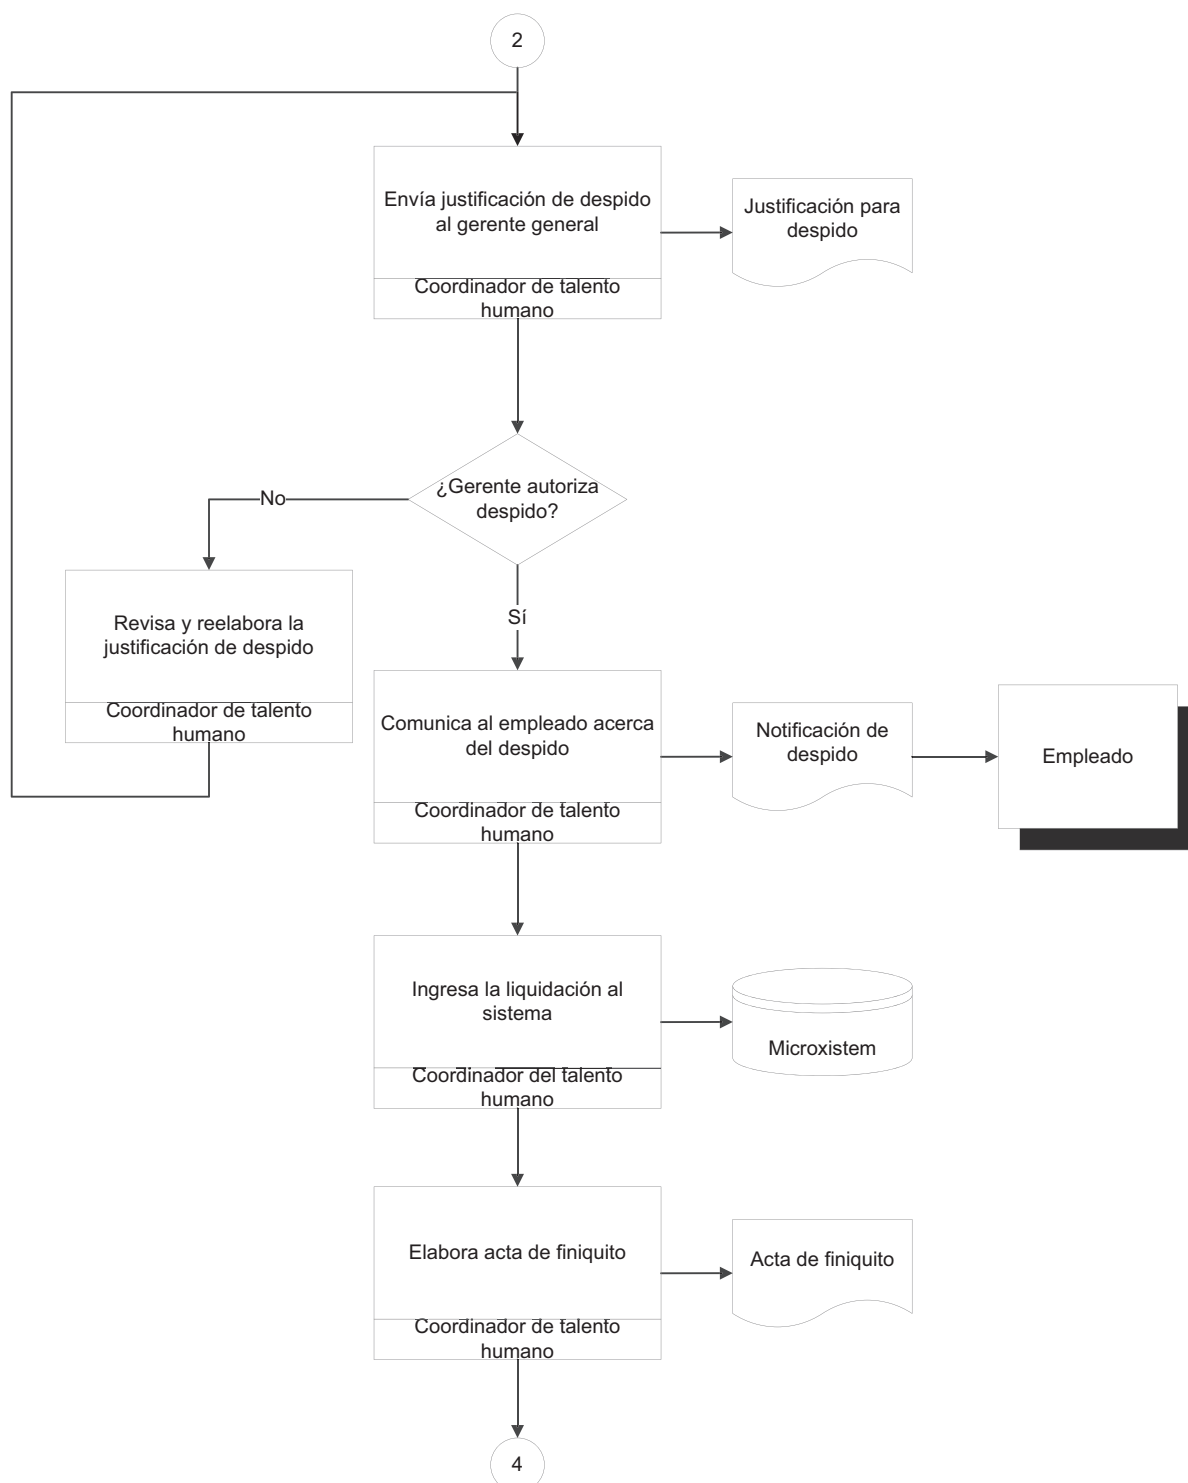 2
Envía justificación de despido
al gerente general
Coordinador de talento
humano
Justificación para
despido
¿Gerente autoriza
despido?
No
Sí
Revisa y reelabora la
justificación de despido
Coordinador de talento
humano
Comunica al empleado acerca
del despido
Coordinador de talento
humano
Notificación de
despido
Empleado
Ingresa la liquidación al
sistema
Coordinador del talento
humano
Microxistem
Elabora acta de finiquito
Coordinador de talento
humano
Acta de finiquito
4